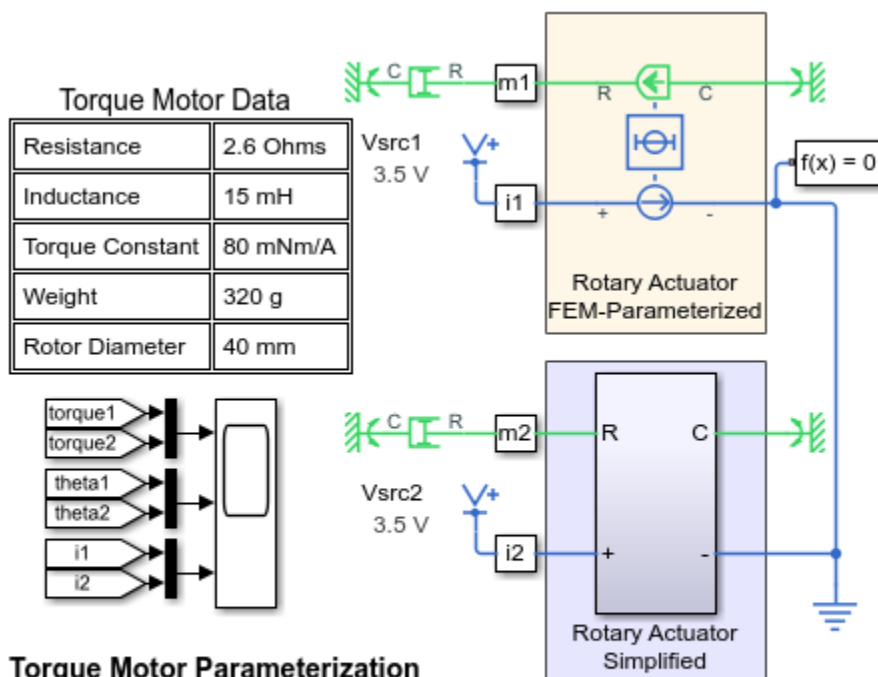 Torque Motor Data
Resistance 2.6 Ohms
Inductance 15 mH
Torque Constant 80 mNm/A
Weight 320 g
Rotor Diameter 40 mm
C R m1 R C
Vsrc1
3.5 V
i1 + -
f(x) = 0
Rotary Actuator
FEM-Parameterized
torque1
torque2
theta1
theta2
i1
i2
C R m2 R C
Vsrc2
3.5 V
i2 + -
Rotary Actuator
Simplified
Torque Motor Parameterization